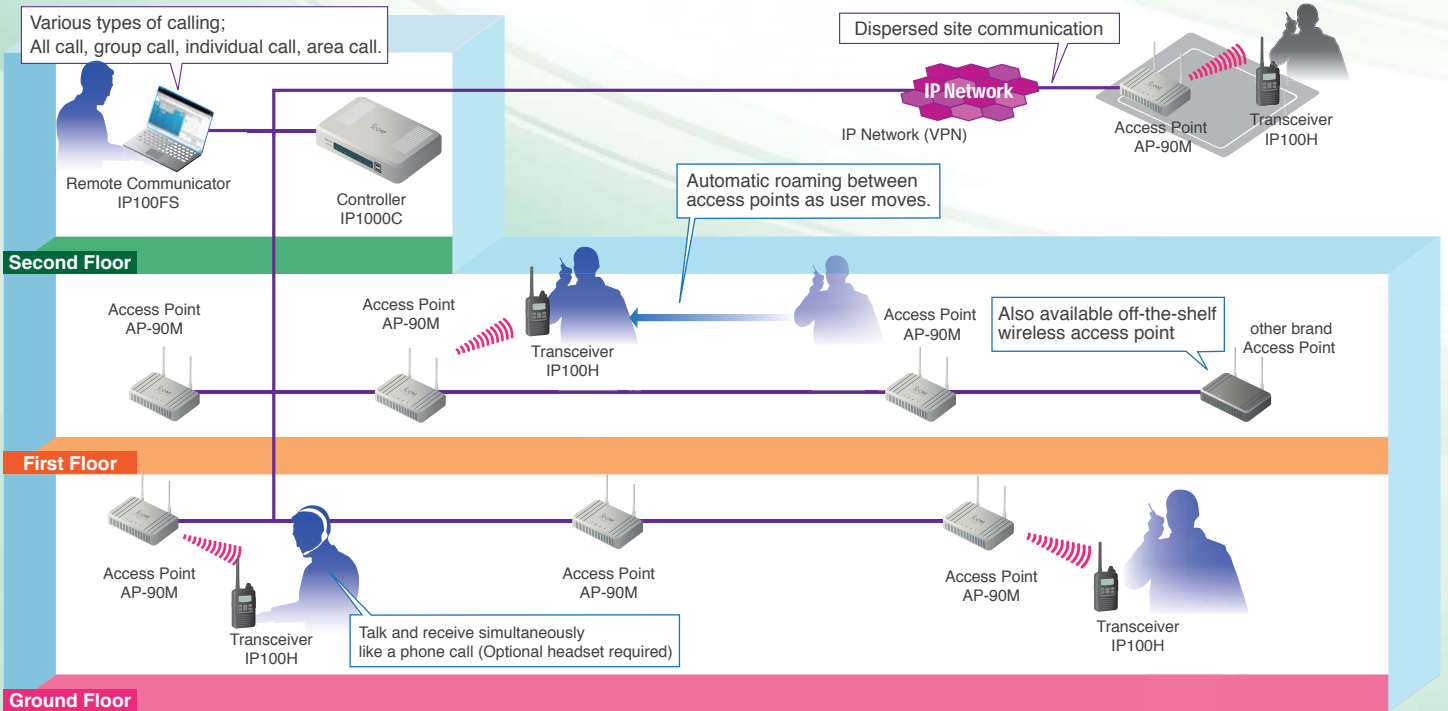 Various types of calling;
All call, group call, individual call, area call.
Remote Communicator
IP100FS
Controller
IP1000C
Dispersed site communication
IP Network
IP Network (VPN)
Access Point
AP-90M
Transceiver
IP100H
Automatic roaming between
access points as user moves.
Second Floor
Access Point
AP-90M
Access Point
AP-90M
Transceiver
IP100H
Access Point
AP-90M
Also available off-the-shelf
wireless access point
other brand
Access Point
First Floor
Access Point
AP-90M
Transceiver
IP100H
Talk and receive simultaneously
like a phone call (Optional headset required)
Access Point
AP-90M
Access Point
AP-90M
Transceiver
IP100H
Ground Floor